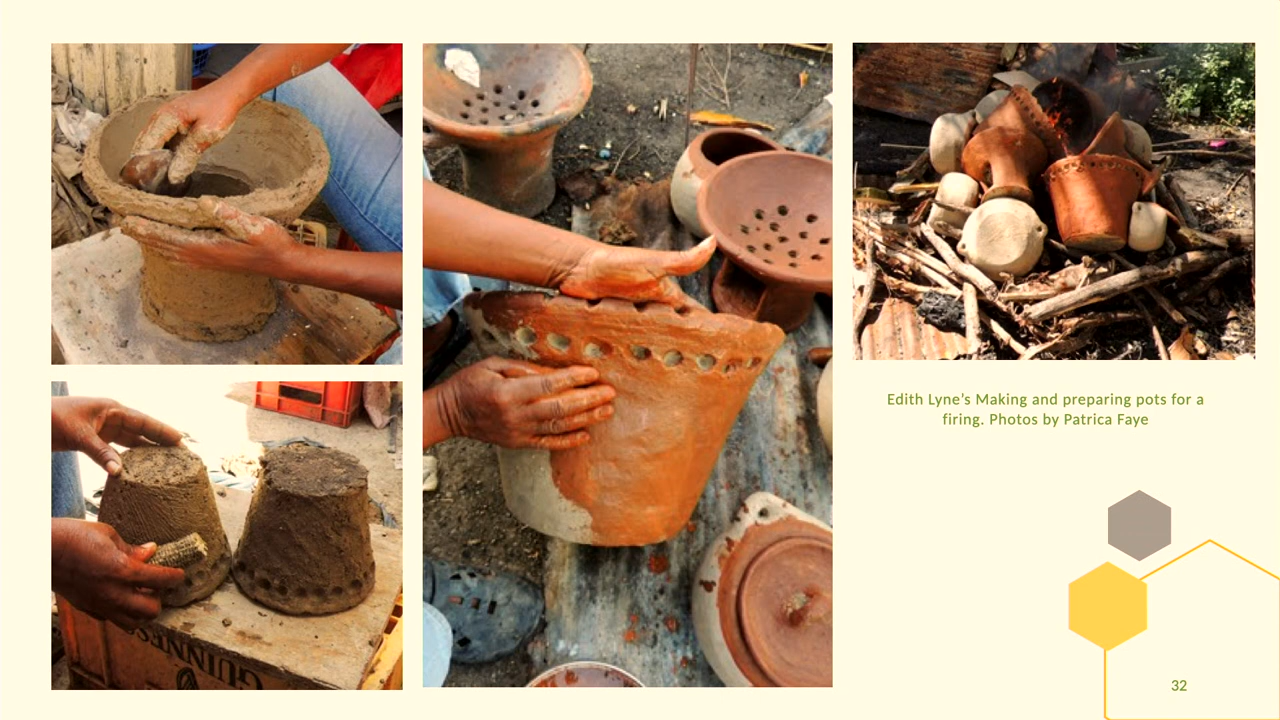 GUINNESS
Edith Lyne’s Making and preparing pots for a
firing. Photos by Patrica Faye
32